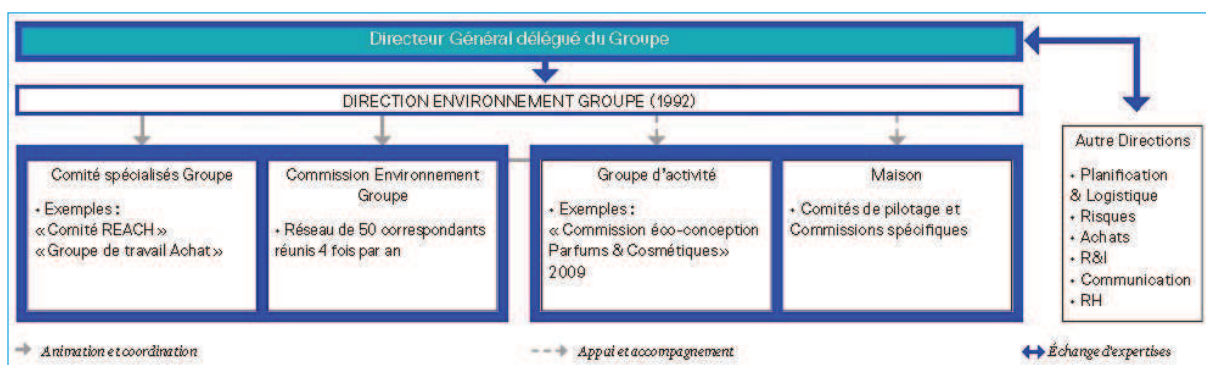 Directeur Général délégué du Groupe
DIRECTION ENVIRONNEMENT GROUPE (1992)
Comité spécialisés Groupe
• Exemples :
«Comité REACH»
«Groupe de travail Achat»
Commission Environnement
Groupe
• Réseau de 50 correspondants
réunis 4 fois par an
Groupe d'activité
• Exemples :
«Commission éco-conception
Parfums & Cosmétiques»
2009
Maison
• Comités de pilotage et
Commissions spécifiques
Autre Directions
• Planification
& Logistique
• Risques
• Achats
• R&I
• Communication
• RH
Animation et coordination
Appui et accompagnement
Échange d'expertises